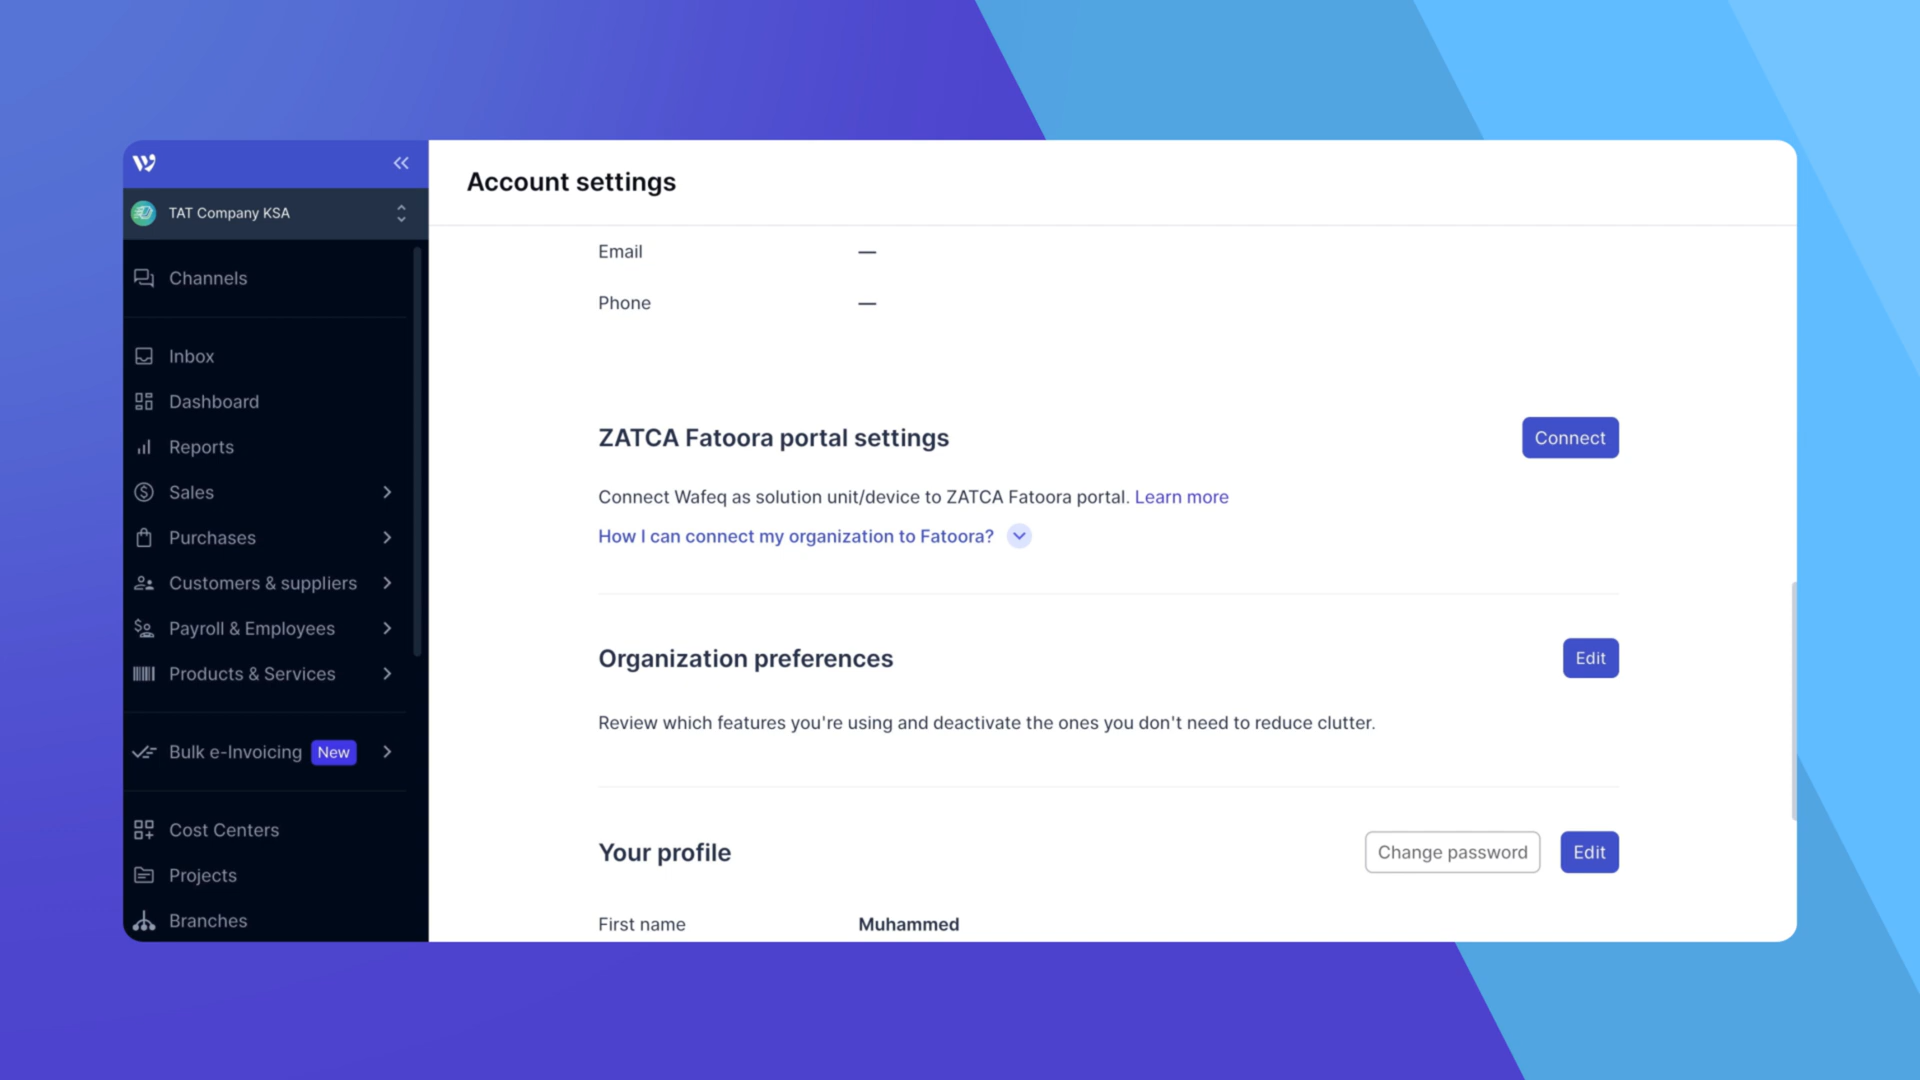 TAT Company KSA
Channels
Inbox
Dashboard
Reports
Sales
Purchases
Customers & suppliers
Payroll & Employees
Products & Services
Bulk e-Invoicing New
Cost Centers
Projects
Branches
Account settings
Email —
Phone —
ZATCA Fatoora portal settings Connect
Connect Wafeq as solution unit/device to ZATCA Fatoora portal. Learn more
How I can connect my organization to Fatoora?
Organization preferences Edit
Review which features you're using and deactivate the ones you don't need to reduce clutter.
Your profile Change password Edit
First name Muhammed